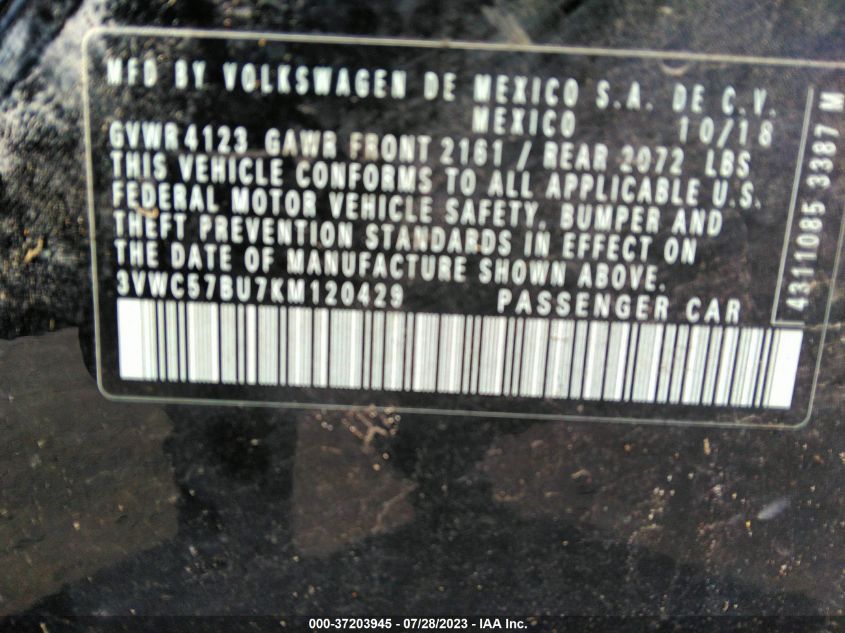 MFD BY VOLKSWAGEN DE MEXICO S.A. DE C.V.
MEXICO 10/18
GVWR 4123 GAWR FRONT 2161 / REAR 2072 LBS
THIS VEHICLE CONFORMS TO ALL APPLICABLE U.S.
FEDERAL MOTOR VEHICLE SAFETY, BUMPER AND
THEFT PREVENTION STANDARDS IN EFFECT ON
THE DATE OF MANUFACTURE SHOWN ABOVE.
3VWC57BU7KM120429 PASSENGER CAR
4311085 3387 M
000-37203945 - 07/28/2023 - IAA Inc.